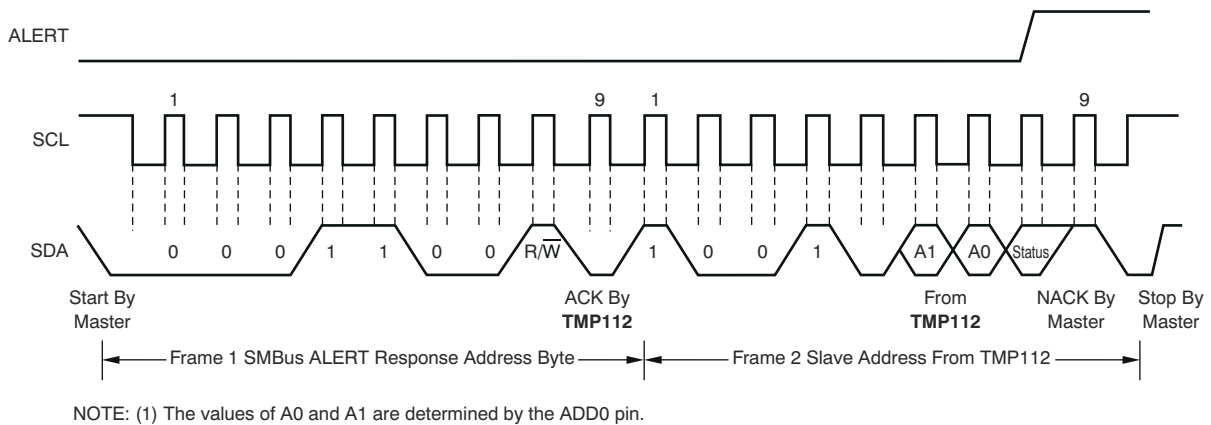 ALERT
1 9 1 9
SCL
SDA
0 0 0 1 1 0 0 R/W̅ 1 0 0 1 A1 A0 Status
Start By
Master
ACK By
TMP112
From
TMP112
NACK By
Master
Stop By
Master
Frame 1 SMBus ALERT Response Address Byte
Frame 2 Slave Address From TMP112
NOTE: (1) The values of A0 and A1 are determined by the ADD0 pin.